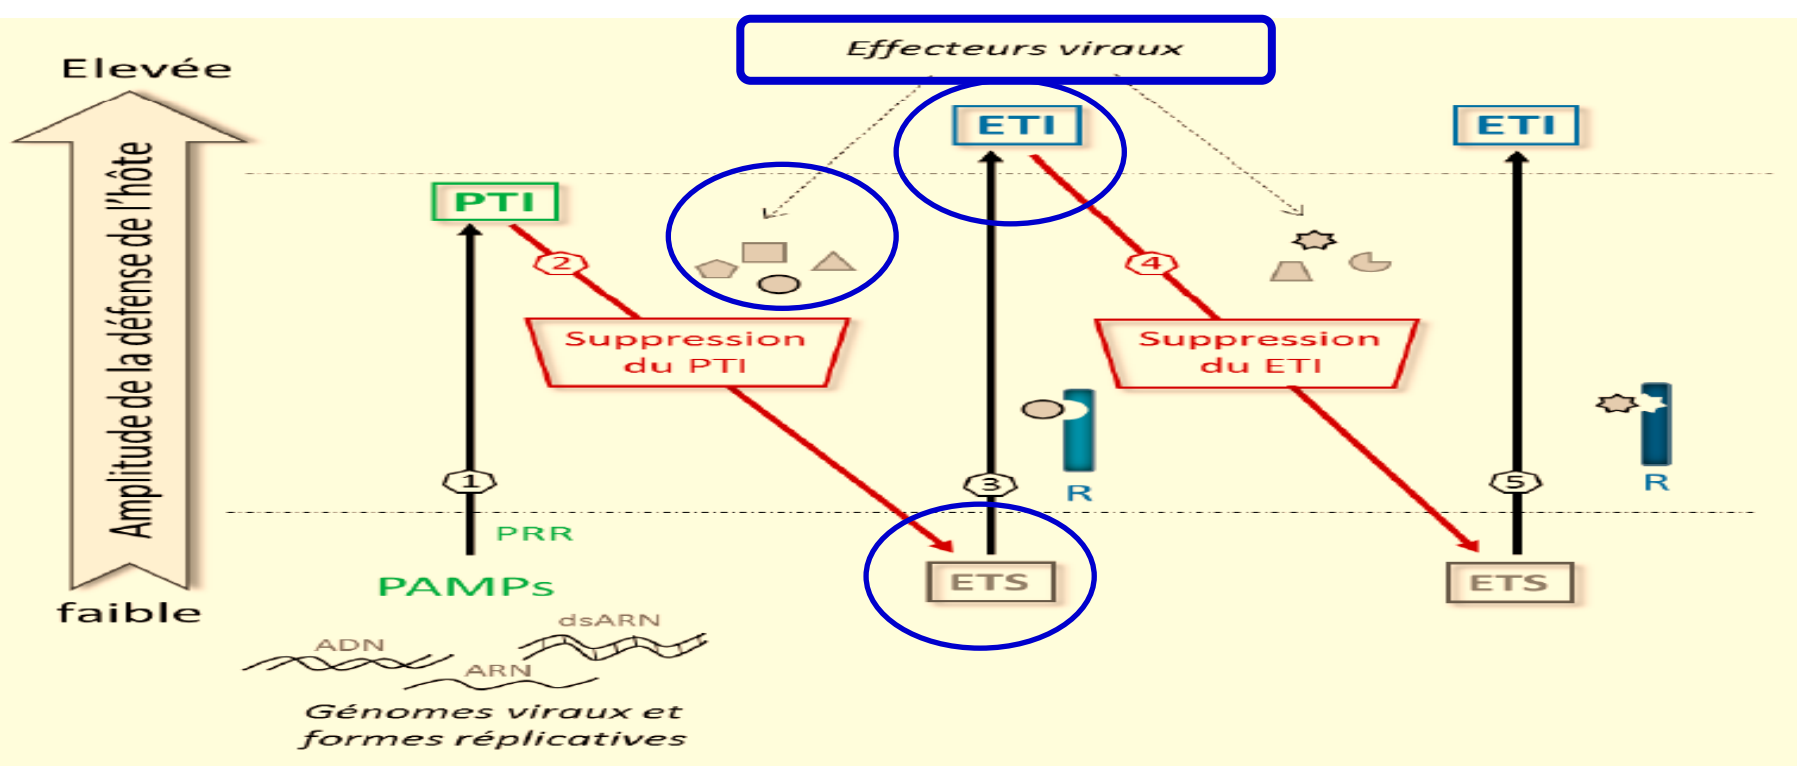 Effecteurs viraux
Elevée
ETI
ETI
PTI
2
4
Amplitude de la défense de l'hôte
Suppression
du PTI
Suppression
du ETI
1
3
R
5
R
PRR
PAMPs
ETS
ETS
faible
dsARN
ADN
ARN
Génomes viraux et
formes réplicatives